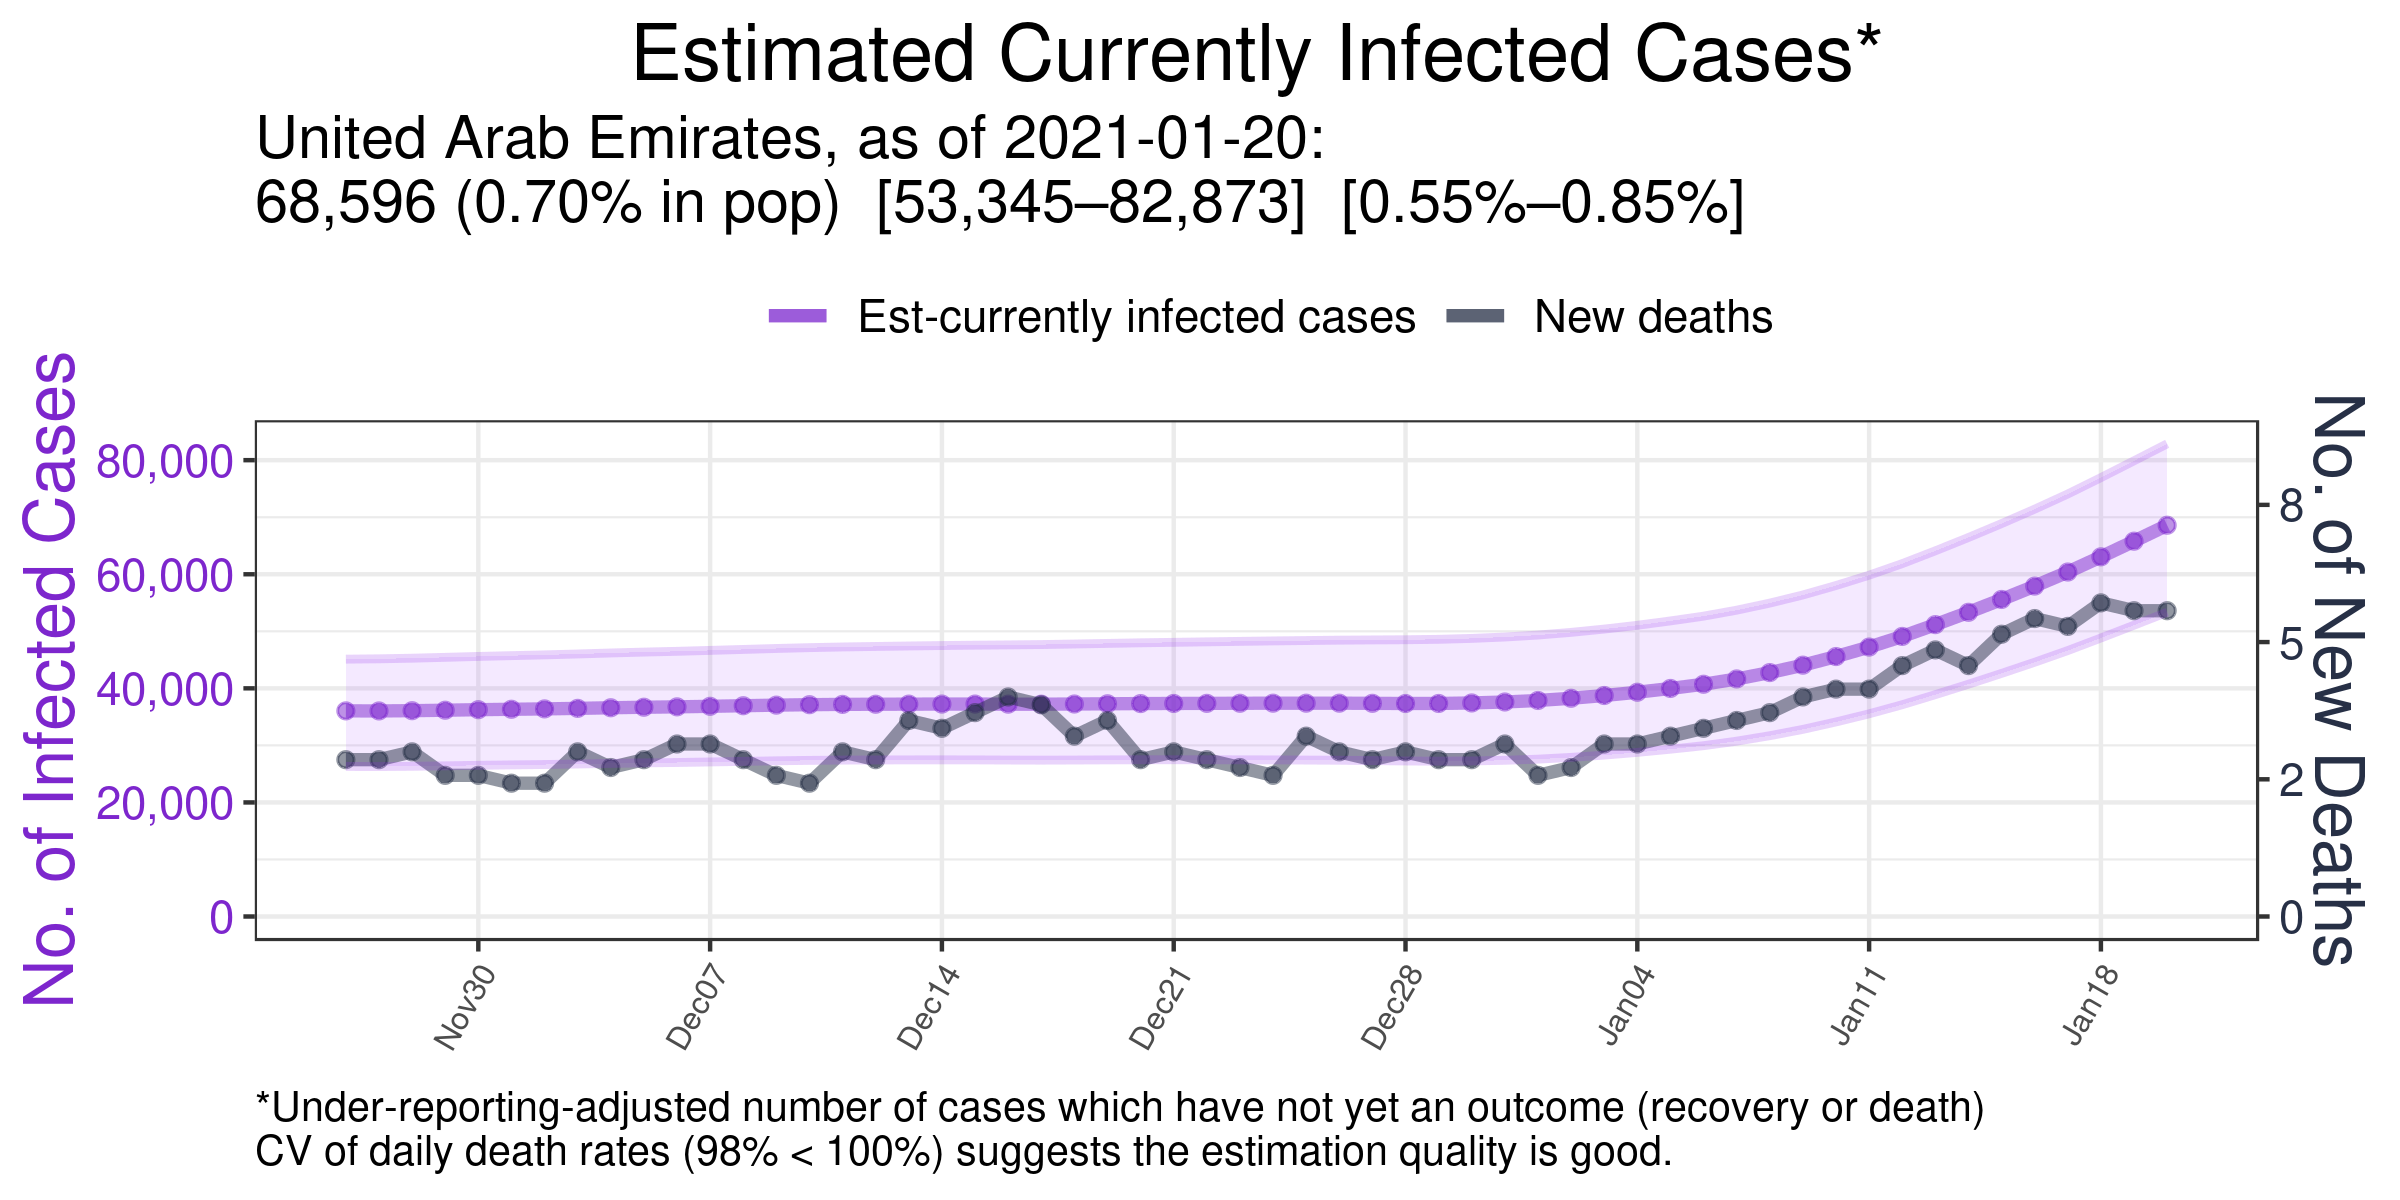 Estimated Currently Infected Cases*
United Arab Emirates, as of 2021-01-20:
68,596 (0.70% in pop)  [53,345–82,873]  [0.55%–0.85%]
Est-currently infected cases
New deaths
No. of Infected Cases
80,000
60,000
40,000
20,000
0
No. of New Deaths
8
5
2
0
Nov30
Dec07
Dec14
Dec21
Dec28
Jan04
Jan11
Jan18
*Under-reporting-adjusted number of cases which have not yet an outcome (recovery or death)
CV of daily death rates (98% < 100%) suggests the estimation quality is good.